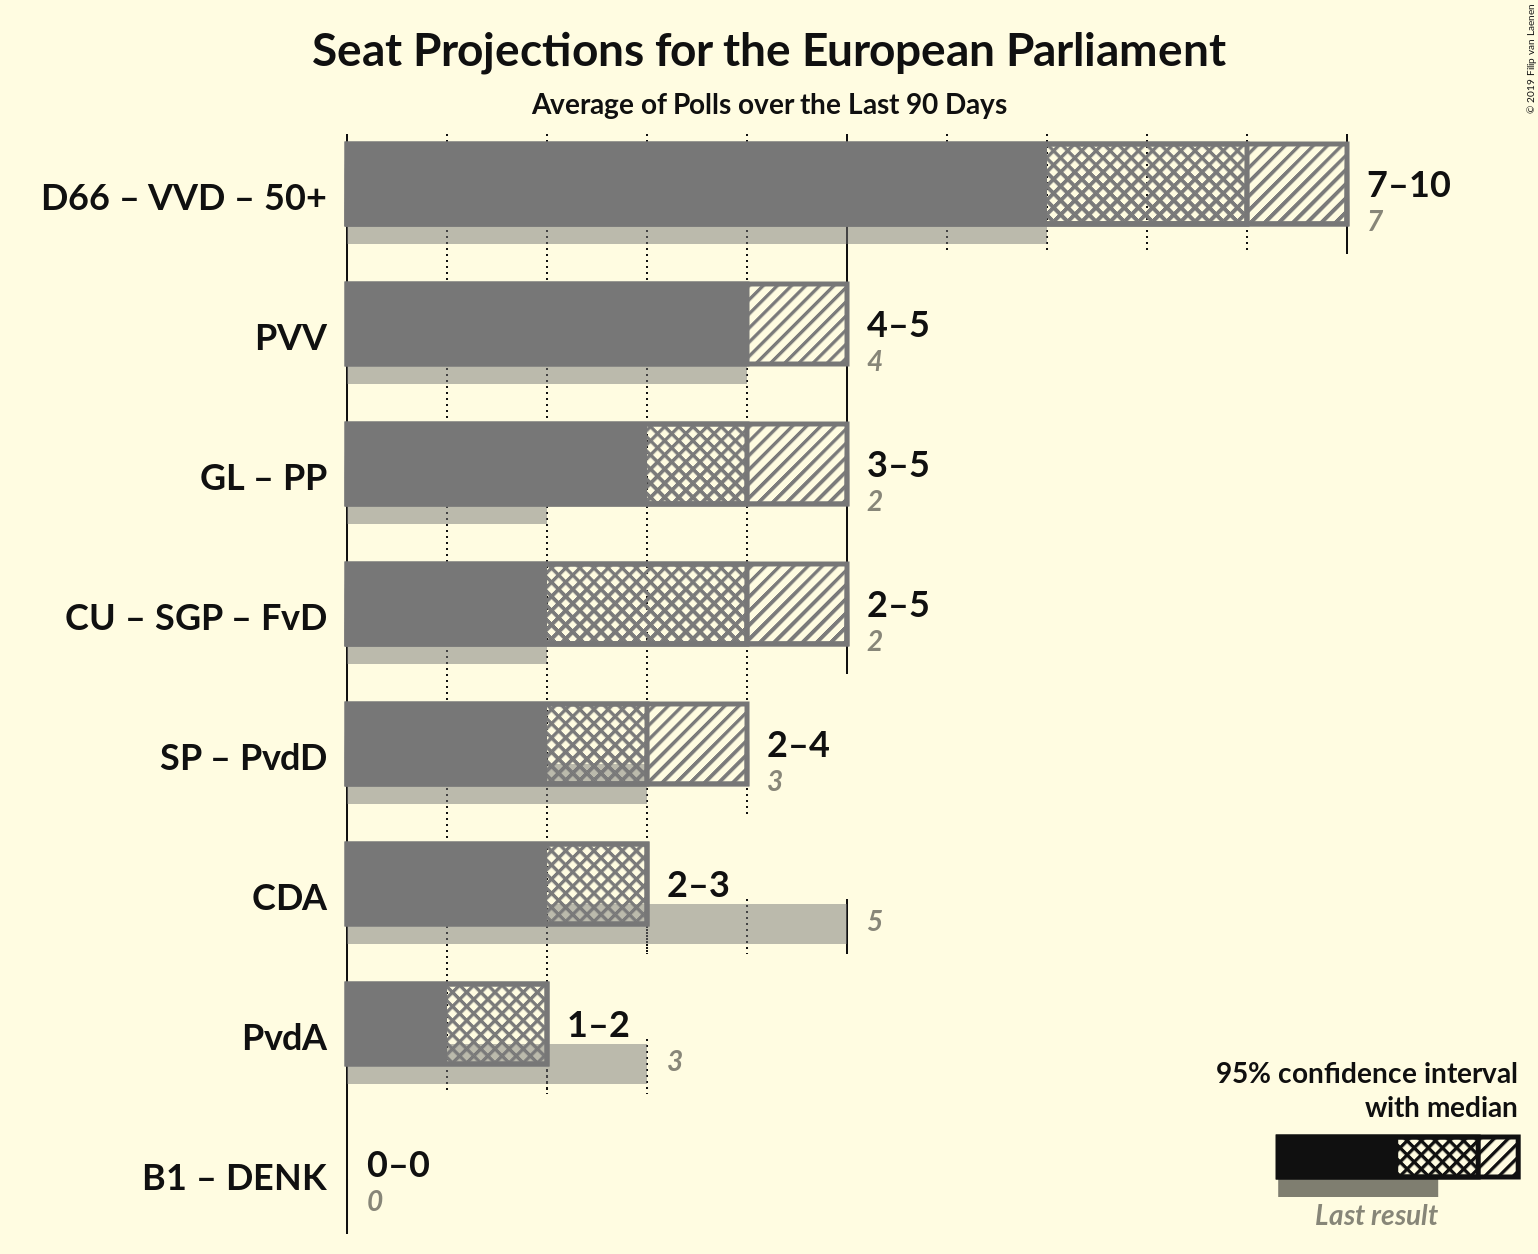 Seat Projections for the European Parliament
Average of Polls over the Last 90 Days
© 2019 Filip van Laenen
D66 – VVD – 50+
7–10
7
PVV
4–5
4
GL – PP
3–5
2
CU – SGP – FvD
2–5
2
SP – PvdD
2–4
3
CDA
2–3
5
PvdA
1–2
3
B1 – DENK
0–0
0
95% confidence interval
with median
Last result